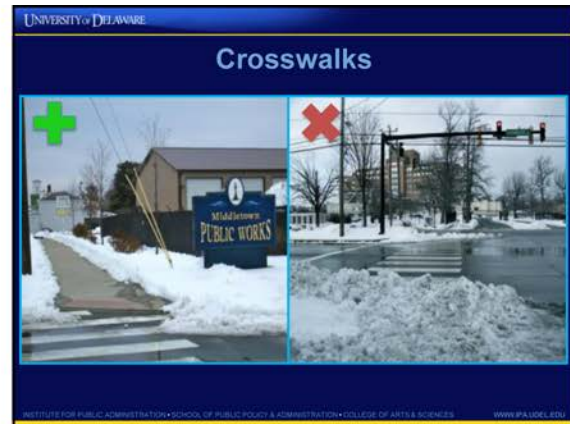 UNIVERSITY OF DELAWARE
Crosswalks
Middletown
PUBLIC WORKS
INSTITUTE FOR PUBLIC ADMINISTRATION • SCHOOL OF PUBLIC POLICY & ADMINISTRATION • COLLEGE OF ARTS & SCIENCES WWW.IPA.UDEL.EDU